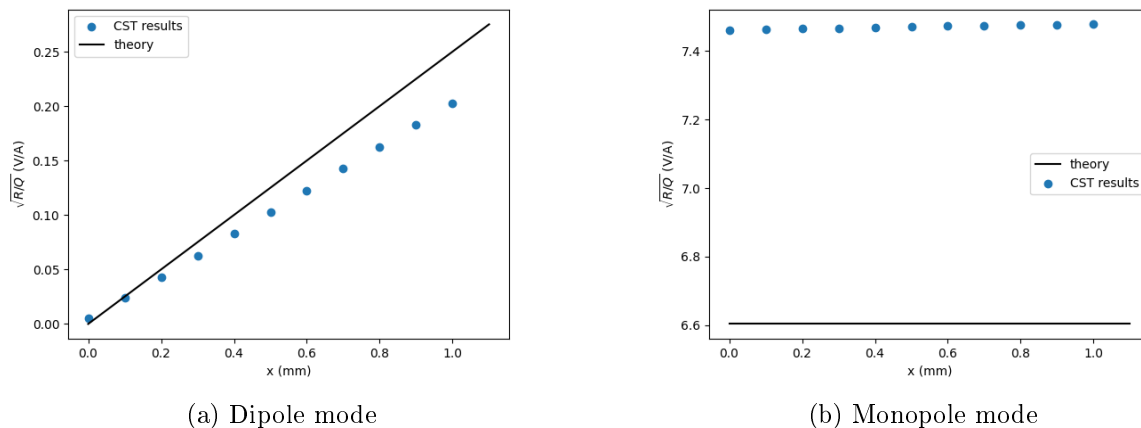 CST results
theory
0.25
0.20
0.15
0.10
0.05
0.00
√R/Q (V/A)
0.0 0.2 0.4 0.6 0.8 1.0
x (mm)
(a) Dipole mode
7.4
7.2
7.0
6.8
6.6
√R/Q (V/A)
theory
CST results
0.0 0.2 0.4 0.6 0.8 1.0
x (mm)
(b) Monopole mode